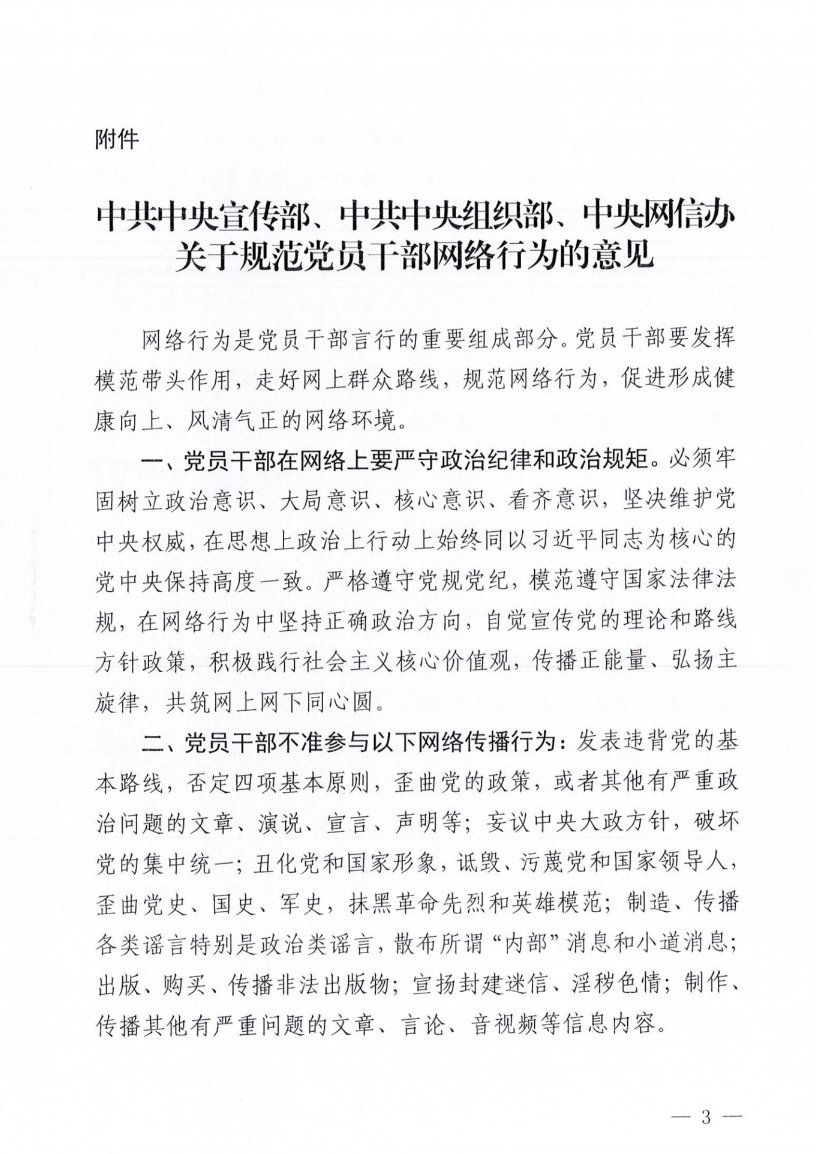 附件
中共中央宣传部、中共中央组织部、中央网信办
关于规范党员干部网络行为的意见
网络行为是党员干部言行的重要组成部分。党员干部要发挥
模范带头作用，走好网上群众路线，规范网络行为，促进形成健
康向上、风清气正的网络环境。
一、党员干部在网络上要严守政治纪律和政治规矩。必须牢
固树立政治意识、大局意识、核心意识、看齐意识，坚决维护党
中央权威，在思想上政治上行动上始终同以习近平同志为核心的
党中央保持高度一致。严格遵守党规党纪，模范遵守国家法律法
规，在网络行为中坚持正确政治方向，自觉宣传党的理论和路线
方针政策，积极践行社会主义核心价值观，传播正能量、弘扬主
旋律，共筑网上网下同心圆。
二、党员干部不准参与以下网络传播行为：发表违背党的基
本路线，否定四项基本原则，歪曲党的政策，或者其他有严重政
治问题的文章、演说、宣言、声明等；妄议中央大政方针，破坏
党的集中统一；丑化党和国家形象，诋毁、污蔑党和国家领导人，
歪曲党史、国史、军史，抹黑革命先烈和英雄模范；制造、传播
各类谣言特别是政治类谣言，散布所谓“内部”消息和小道消息；
出版、购买、传播非法出版物；宣扬封建迷信、淫秽色情；制作、
传播其他有严重问题的文章、言论、音视频等信息内容。
— 3 —